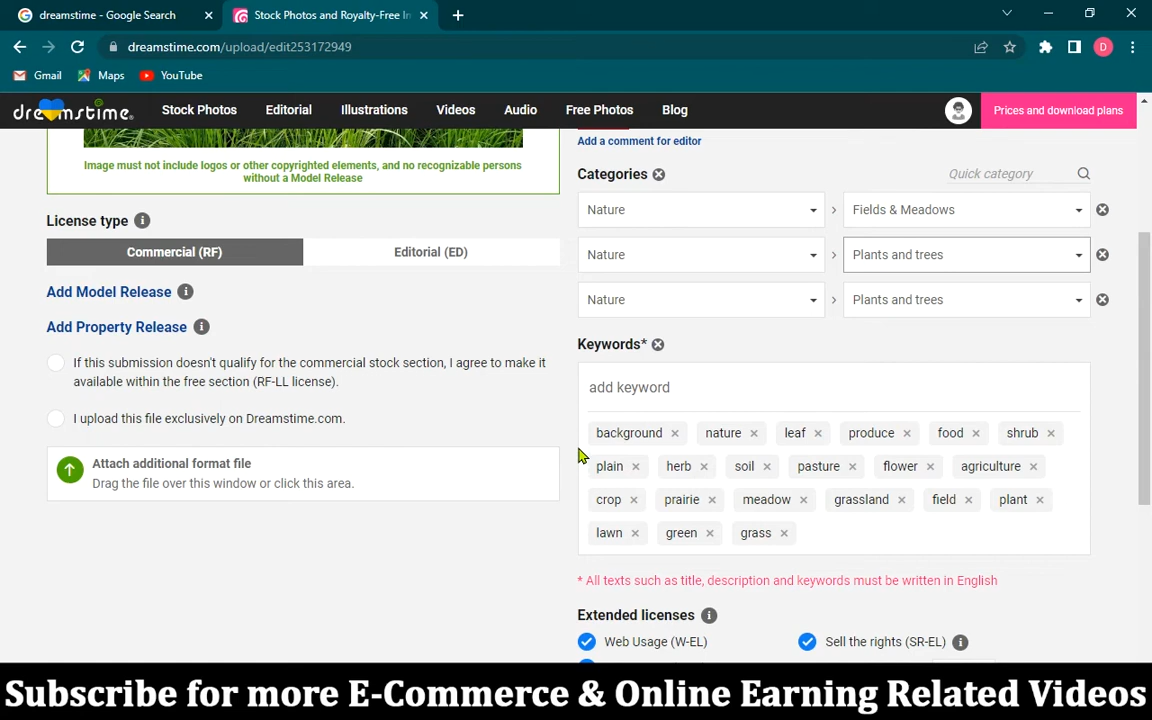 dreamstime - Google Search
Stock Photos and Royalty-Free In
dreamstime.com/upload/edit253172949
D
Gmail
Maps
YouTube
dreamstime.
Stock Photos
Editorial
Illustrations
Videos
Audio
Free Photos
Blog
Prices and download plans
Image must not include logos or other copyrighted elements, and no recognizable persons
without a Model Release
License type
Commercial (RF)
Editorial (ED)
Add Model Release
Add Property Release
If this submission doesn't qualify for the commercial stock section, I agree to make it
available within the free section (RF-LL license).
I upload this file exclusively on Dreamstime.com.
Attach additional format file
Drag the file over this window or click this area.
Add a comment for editor
Categories
Quick category
Nature > Fields & Meadows
Nature > Plants and trees
Nature > Plants and trees
Keywords*
add keyword
background nature leaf produce food shrub
plain herb soil pasture flower agriculture
crop prairie meadow grassland field plant
lawn green grass
* All texts such as title, description and keywords must be written in English
Extended licenses
Web Usage (W-EL)
Sell the rights (SR-EL)
Subscribe for more E-Commerce & Online Earning Related Videos